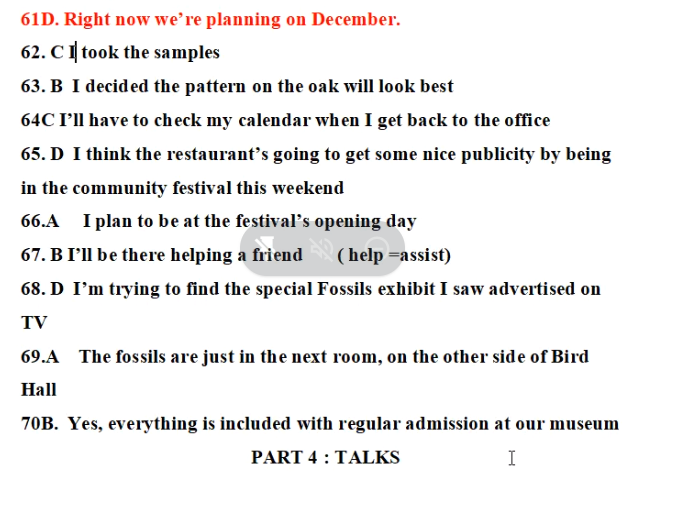 61D. Right now we're planning on December.
62. C I took the samples
63. B I decided the pattern on the oak will look best
64C I'll have to check my calendar when I get back to the office
65. D I think the restaurant's going to get some nice publicity by being
in the community festival this weekend
66.A I plan to be at the festival's opening day
67. B I'll be there helping a friend ( help =assist)
68. D I'm trying to find the special Fossils exhibit I saw advertised on
TV
69.A The fossils are just in the next room, on the other side of Bird
Hall
70B. Yes, everything is included with regular admission at our museum
PART 4 : TALKS